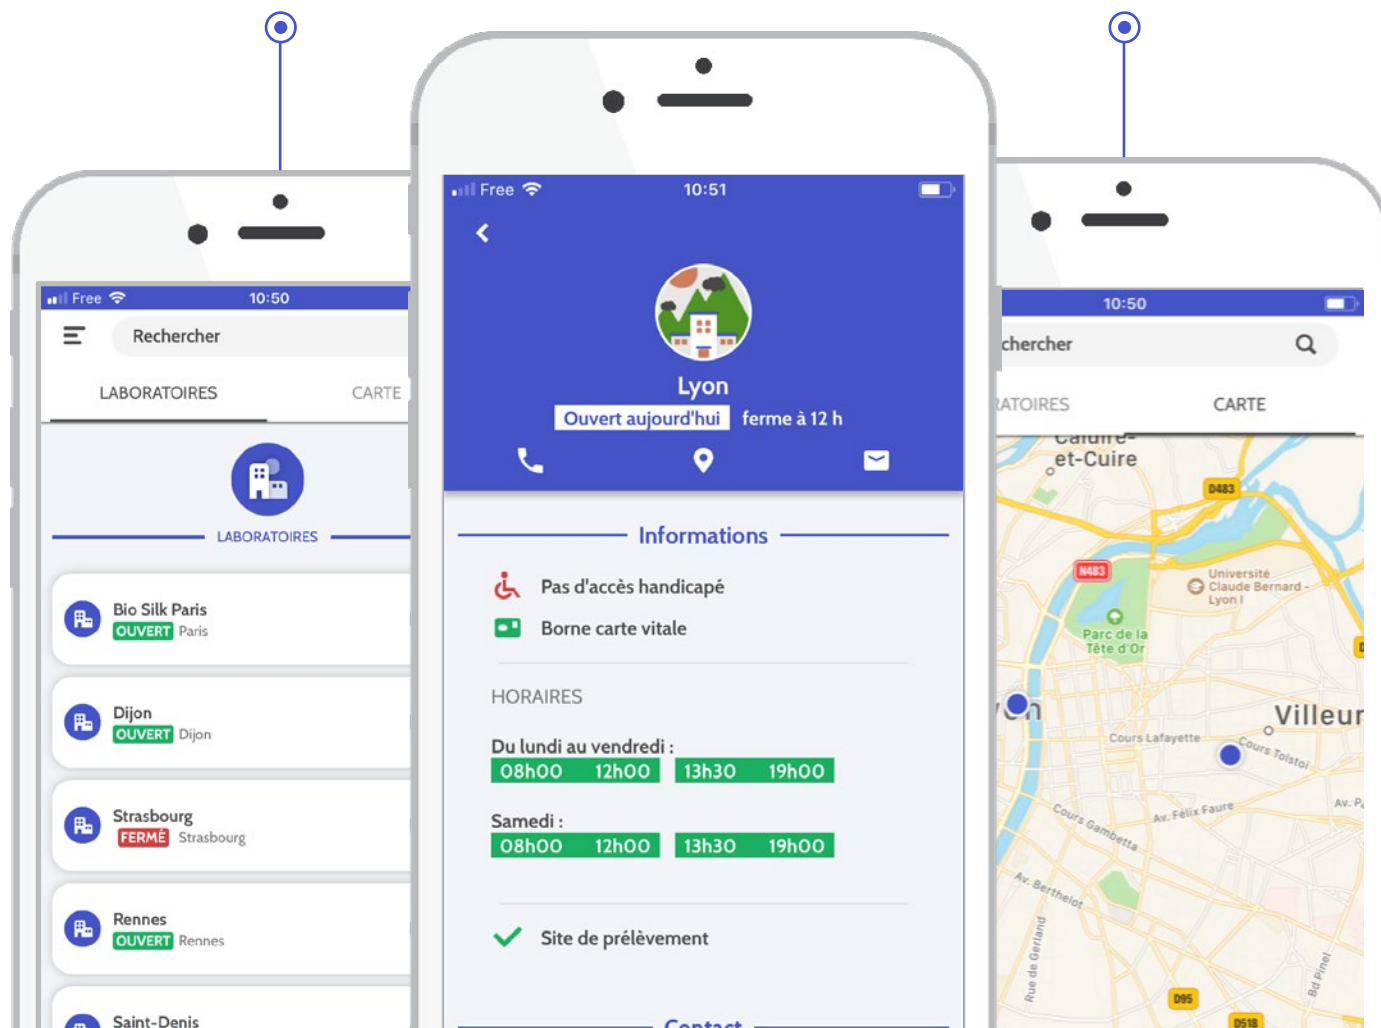 Free
10:50
Rechercher
LABORATOIRES
CARTE
LABORATOIRES
Bio Silk Paris
OUVERT Paris
Dijon
OUVERT Dijon
Strasbourg
FERMÉ Strasbourg
Rennes
OUVERT Rennes
Saint-Denis
Free
10:51
Lyon
Ouvert aujourd'hui ferme à 12 h
Informations
Pas d'accès handicapé
Borne carte vitale
HORAIRES
Du lundi au vendredi :
08h00 12h00 13h30 19h00
Samedi :
08h00 12h00 13h30 19h00
Site de prélèvement
Contact
10:50
chercher
ATOIRES
CARTE
Caluire-
et-Cuire
D483
N483
Université
Claude Bernard -
Lyon I
Parc de la
Tête d'Or
Villeur
Cours Lafayette
Cours Tolstoi
Av. Félix Faure
Cours Gambetta
Av. Berthelot
Rue de Gerland
Bd Pinel
D95
D518